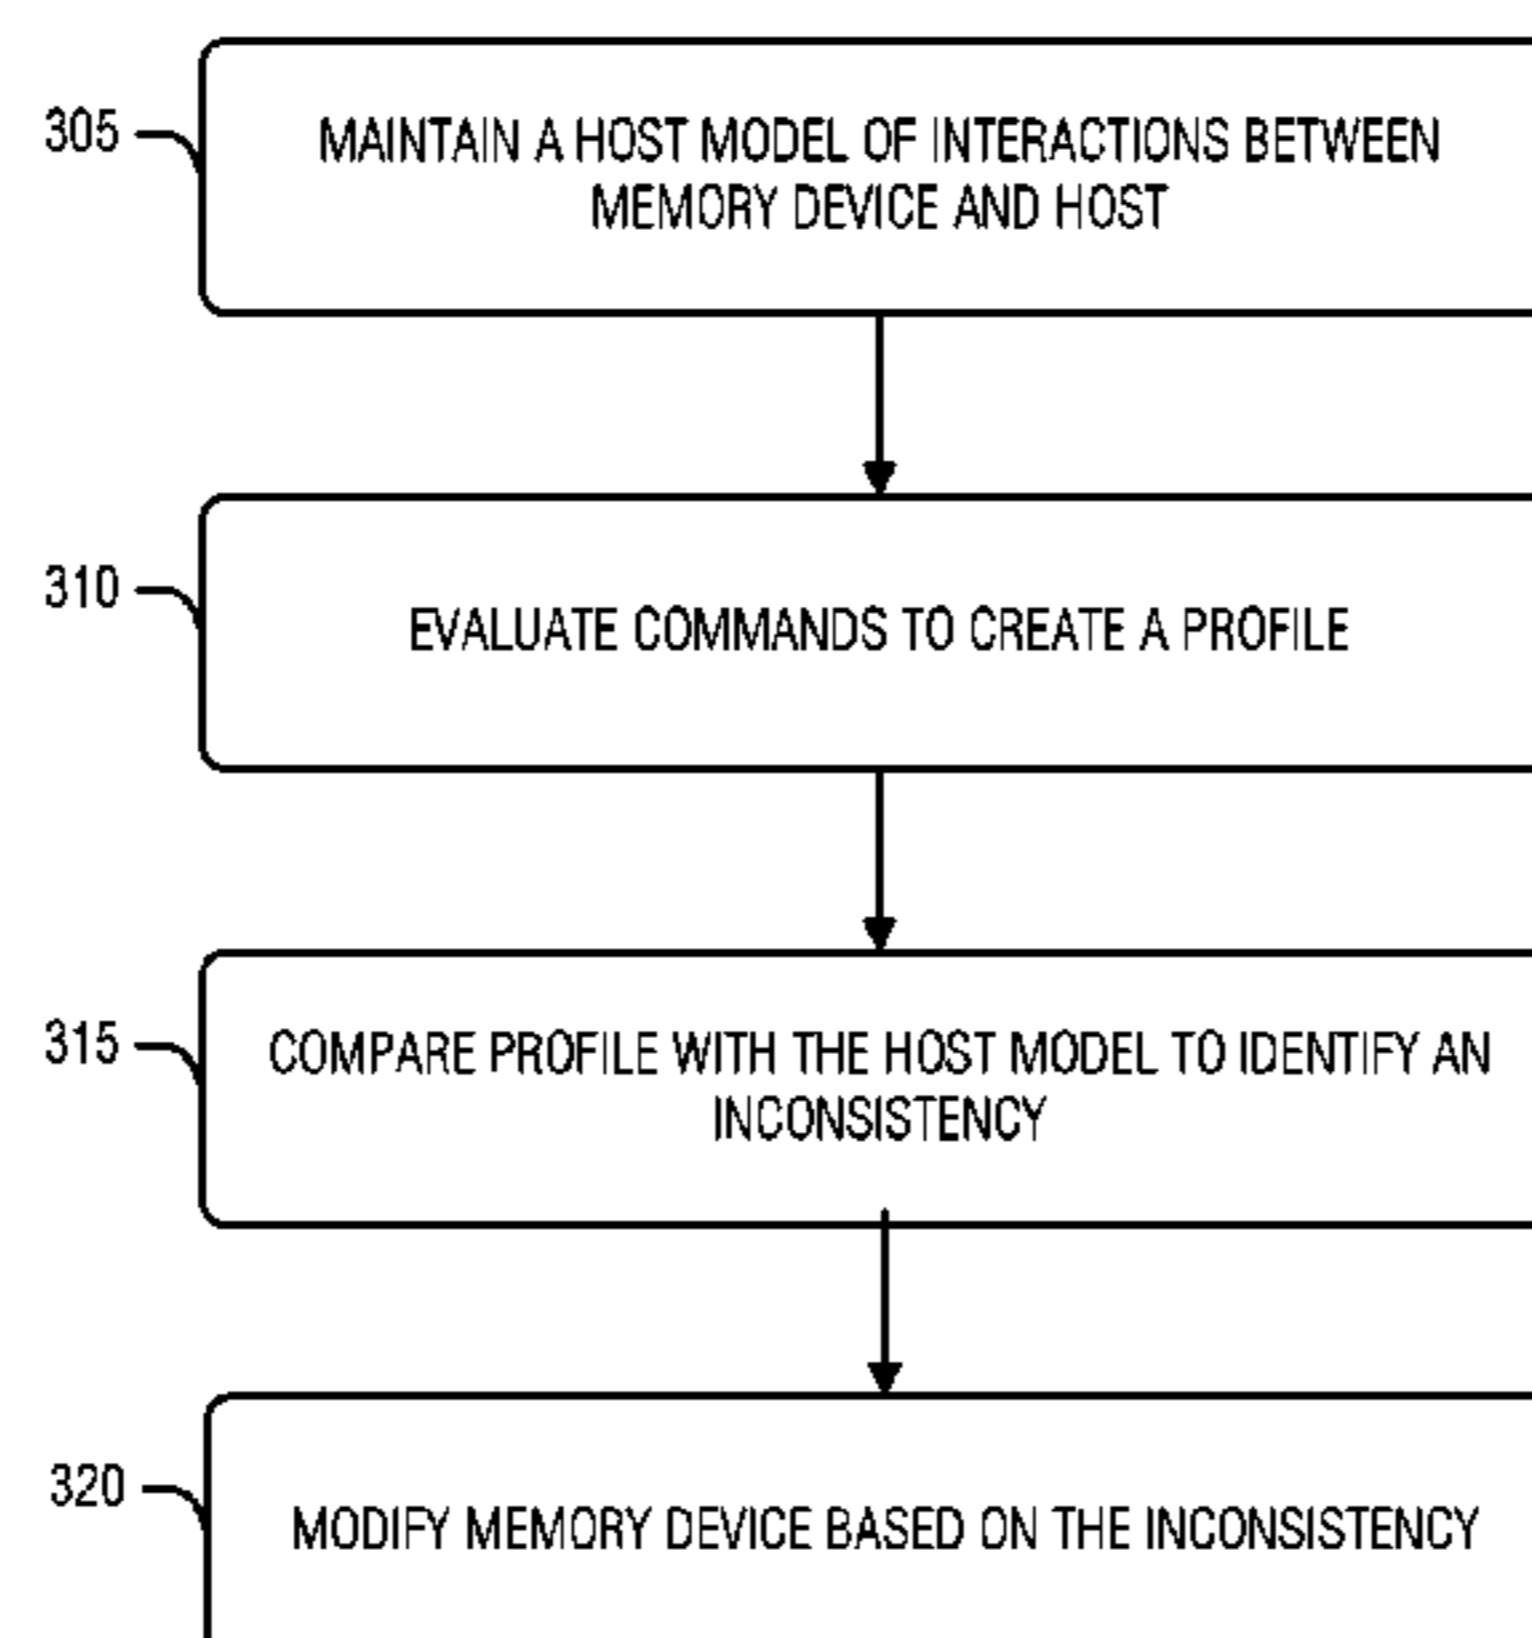 305
MAINTAIN A HOST MODEL OF INTERACTIONS BETWEEN
MEMORY DEVICE AND HOST
310
EVALUATE COMMANDS TO CREATE A PROFILE
315
COMPARE PROFILE WITH THE HOST MODEL TO IDENTIFY AN
INCONSISTENCY
320
MODIFY MEMORY DEVICE BASED ON THE INCONSISTENCY